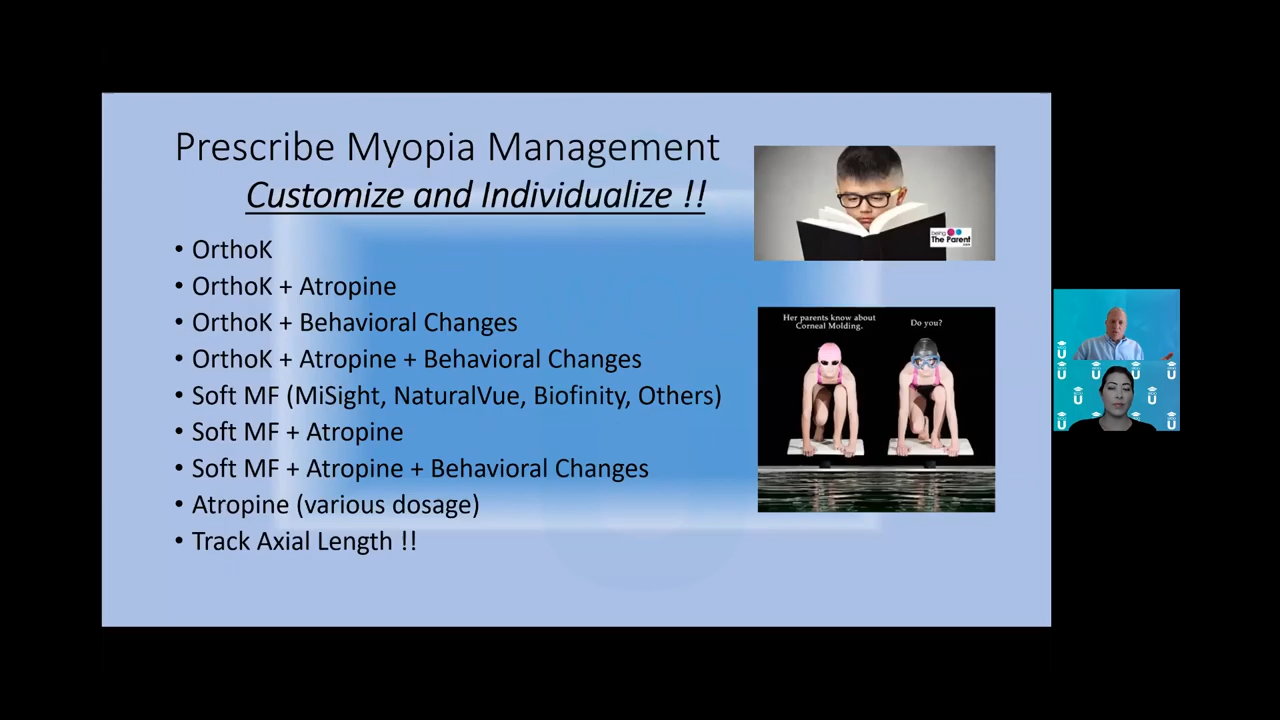 Prescribe Myopia Management
Customize and Individualize !!
• OrthoK
• OrthoK + Atropine
• OrthoK + Behavioral Changes
• OrthoK + Atropine + Behavioral Changes
• Soft MF (MiSight, NaturalVue, Biofinity, Others)
• Soft MF + Atropine
• Soft MF + Atropine + Behavioral Changes
• Atropine (various dosage)
• Track Axial Length !!
being
The Parent
Her parents know about
Corneal Molding.
Do you?
U
U
U
U
U
U
U